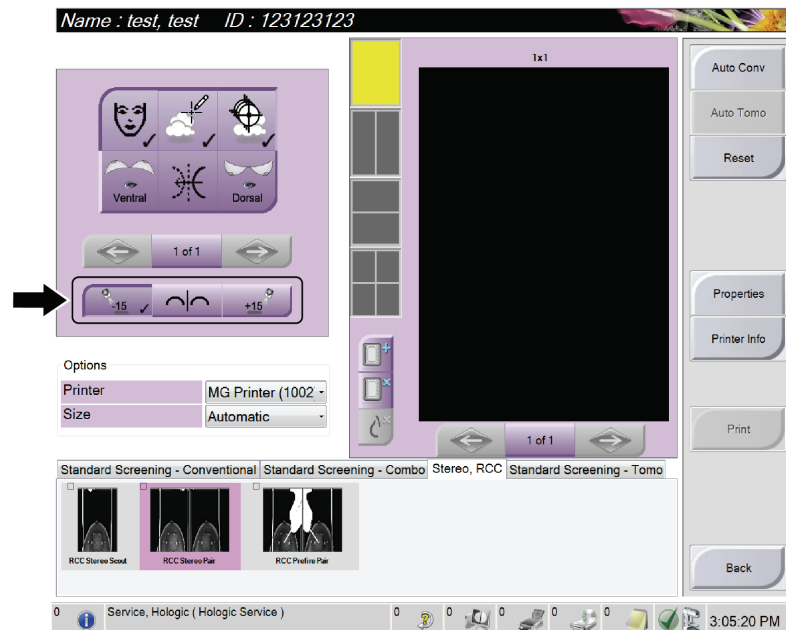 Name : test, test ID : 123123123
Ventral
Dorsal
1 of 1
-15
+15
Options
Printer
MG Printer (1002
Size
Automatic
1x1
1 of 1
Auto Conv
Auto Tomo
Reset
Properties
Printer Info
Print
Back
Standard Screening - Conventional
Standard Screening - Combo
Stereo, RCC
Standard Screening - Tomo
RCC Stereo Scout
RCC Stereo Pair
RCC Prefire Pair
0
Service, Hologic ( Hologic Service )
0
0
0
0
0
3:05:20 PM